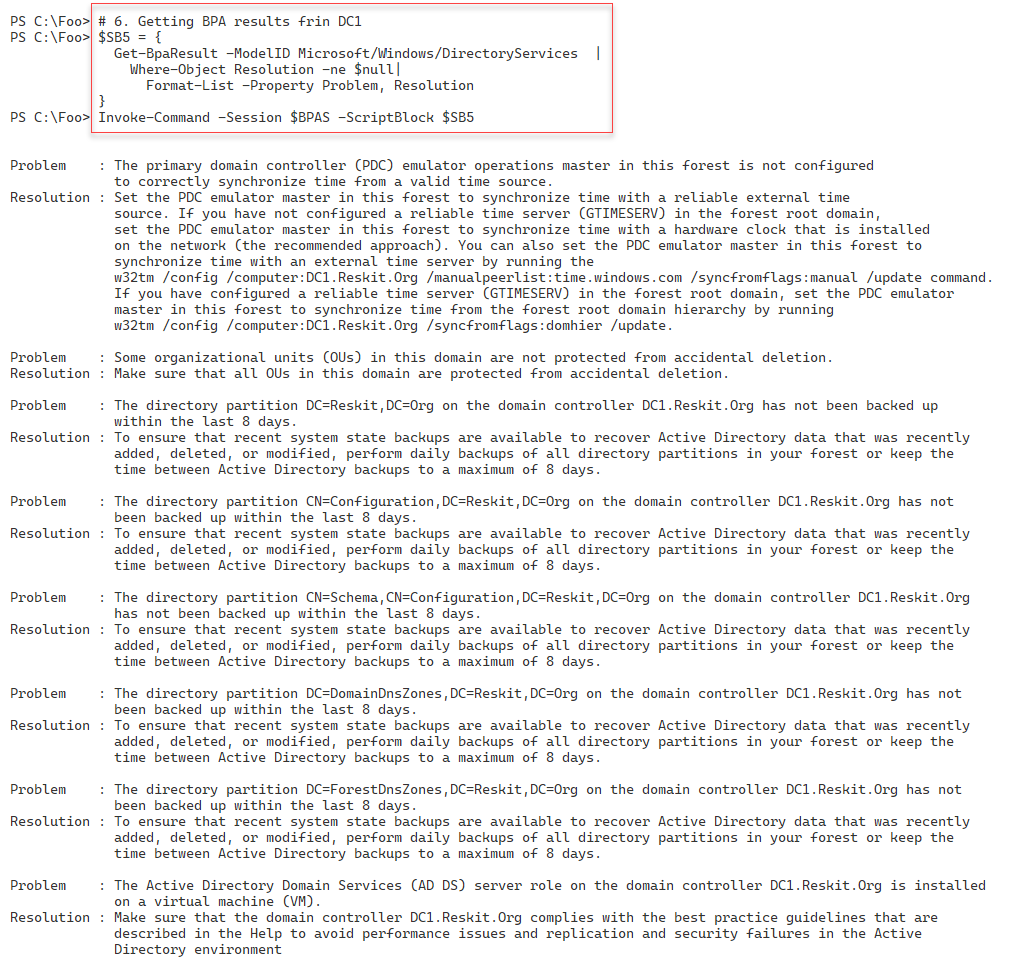 PS C:\Foo> # 6. Getting BPA results frin DC1
PS C:\Foo> $SB5 = {
Get-BpaResult -ModelID Microsoft/Windows/DirectoryServices |
Where-Object Resolution -ne $null|
Format-List -Property Problem, Resolution
}
PS C:\Foo> Invoke-Command -Session $BPAS -ScriptBlock $SB5
Problem : The primary domain controller (PDC) emulator operations master in this forest is not configured
to correctly synchronize time from a valid time source.
Resolution : Set the PDC emulator master in this forest to synchronize time with a reliable external time
source. If you have not configured a reliable time server (GTIMESERV) in the forest root domain,
set the PDC emulator master in this forest to synchronize time with a hardware clock that is installed
on the network (the recommended approach). You can also set the PDC emulator master in this forest to
synchronize time with an external time server by running the
w32tm /config /computer:DC1.Reskit.Org /manualpeerlist:time.windows.com /syncfromflags:manual /update command.
If you have configured a reliable time server (GTIMESERV) in the forest root domain, set the PDC emulator
master in this forest to synchronize time from the forest root domain hierarchy by running
w32tm /config /computer:DC1.Reskit.Org /syncfromflags:domhier /update.
Problem : Some organizational units (OUs) in this domain are not protected from accidental deletion.
Resolution : Make sure that all OUs in this domain are protected from accidental deletion.
Problem : The directory partition DC=Reskit,DC=Org on the domain controller DC1.Reskit.Org has not been backed up
within the last 8 days.
Resolution : To ensure that recent system state backups are available to recover Active Directory data that was recently
added, deleted, or modified, perform daily backups of all directory partitions in your forest or keep the
time between Active Directory backups to a maximum of 8 days.
Problem : The directory partition CN=Configuration,DC=Reskit,DC=Org on the domain controller DC1.Reskit.Org has not
been backed up within the last 8 days.
Resolution : To ensure that recent system state backups are available to recover Active Directory data that was recently
added, deleted, or modified, perform daily backups of all directory partitions in your forest or keep the
time between Active Directory backups to a maximum of 8 days.
Problem : The directory partition CN=Schema,CN=Configuration,DC=Reskit,DC=Org on the domain controller DC1.Reskit.Org
has not been backed up within the last 8 days.
Resolution : To ensure that recent system state backups are available to recover Active Directory data that was recently
added, deleted, or modified, perform daily backups of all directory partitions in your forest or keep the
time between Active Directory backups to a maximum of 8 days.
Problem : The directory partition DC=DomainDnsZones,DC=Reskit,DC=Org on the domain controller DC1.Reskit.Org has not
been backed up within the last 8 days.
Resolution : To ensure that recent system state backups are available to recover Active Directory data that was recently
added, deleted, or modified, perform daily backups of all directory partitions in your forest or keep the
time between Active Directory backups to a maximum of 8 days.
Problem : The directory partition DC=ForestDnsZones,DC=Reskit,DC=Org on the domain controller DC1.Reskit.Org has not
been backed up within the last 8 days.
Resolution : To ensure that recent system state backups are available to recover Active Directory data that was recently
added, deleted, or modified, perform daily backups of all directory partitions in your forest or keep the
time between Active Directory backups to a maximum of 8 days.
Problem : The Active Directory Domain Services (AD DS) server role on the domain controller DC1.Reskit.Org is installed
on a virtual machine (VM).
Resolution : Make sure that the domain controller DC1.Reskit.Org complies with the best practice guidelines that are
described in the Help to avoid performance issues and replication and security failures in the Active
Directory environment